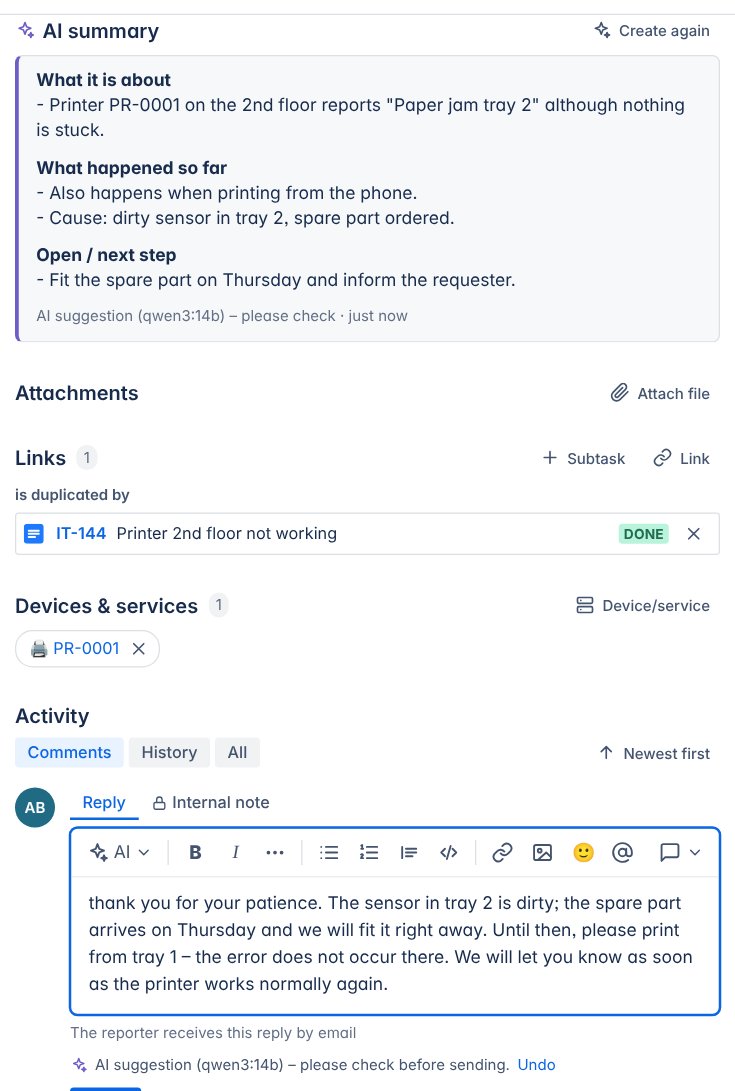 AI summary
Create again
What it is about
- Printer PR-0001 on the 2nd floor reports "Paper jam tray 2" although nothing
is stuck.
What happened so far
- Also happens when printing from the phone.
- Cause: dirty sensor in tray 2, spare part ordered.
Open / next step
- Fit the spare part on Thursday and inform the requester.
AI suggestion (qwen3:14b) – please check · just now
Attachments
Attach file
Links 1
Subtask
Link
is duplicated by
IT-144 Printer 2nd floor not working
DONE
Devices & services 1
Device/service
PR-0001
Activity
Comments
History
All
Newest first
AB
Reply
Internal note
AI
B
I
thank you for your patience. The sensor in tray 2 is dirty; the spare part
arrives on Thursday and we will fit it right away. Until then, please print
from tray 1 – the error does not occur there. We will let you know as soon
as the printer works normally again.
The reporter receives this reply by email
AI suggestion (qwen3:14b) – please check before sending. Undo